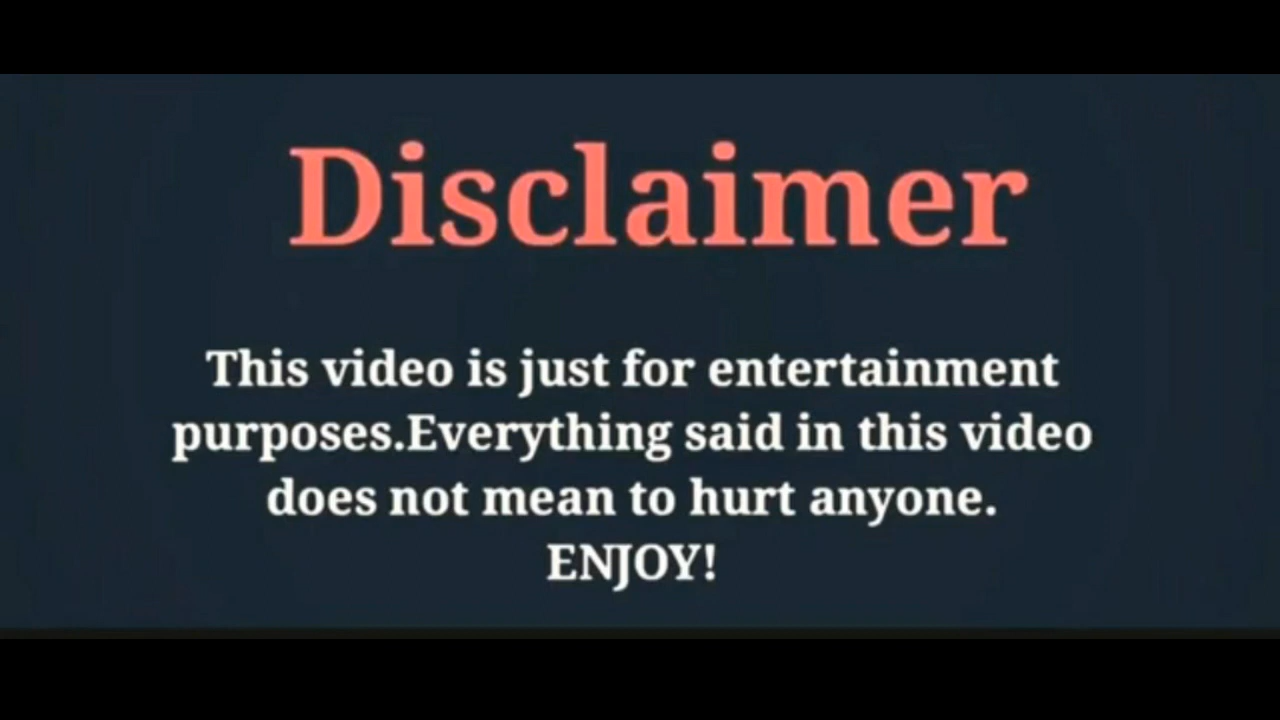 Disclaimer
This video is just for entertainment
purposes.Everything said in this video
does not mean to hurt anyone.
ENJOY!